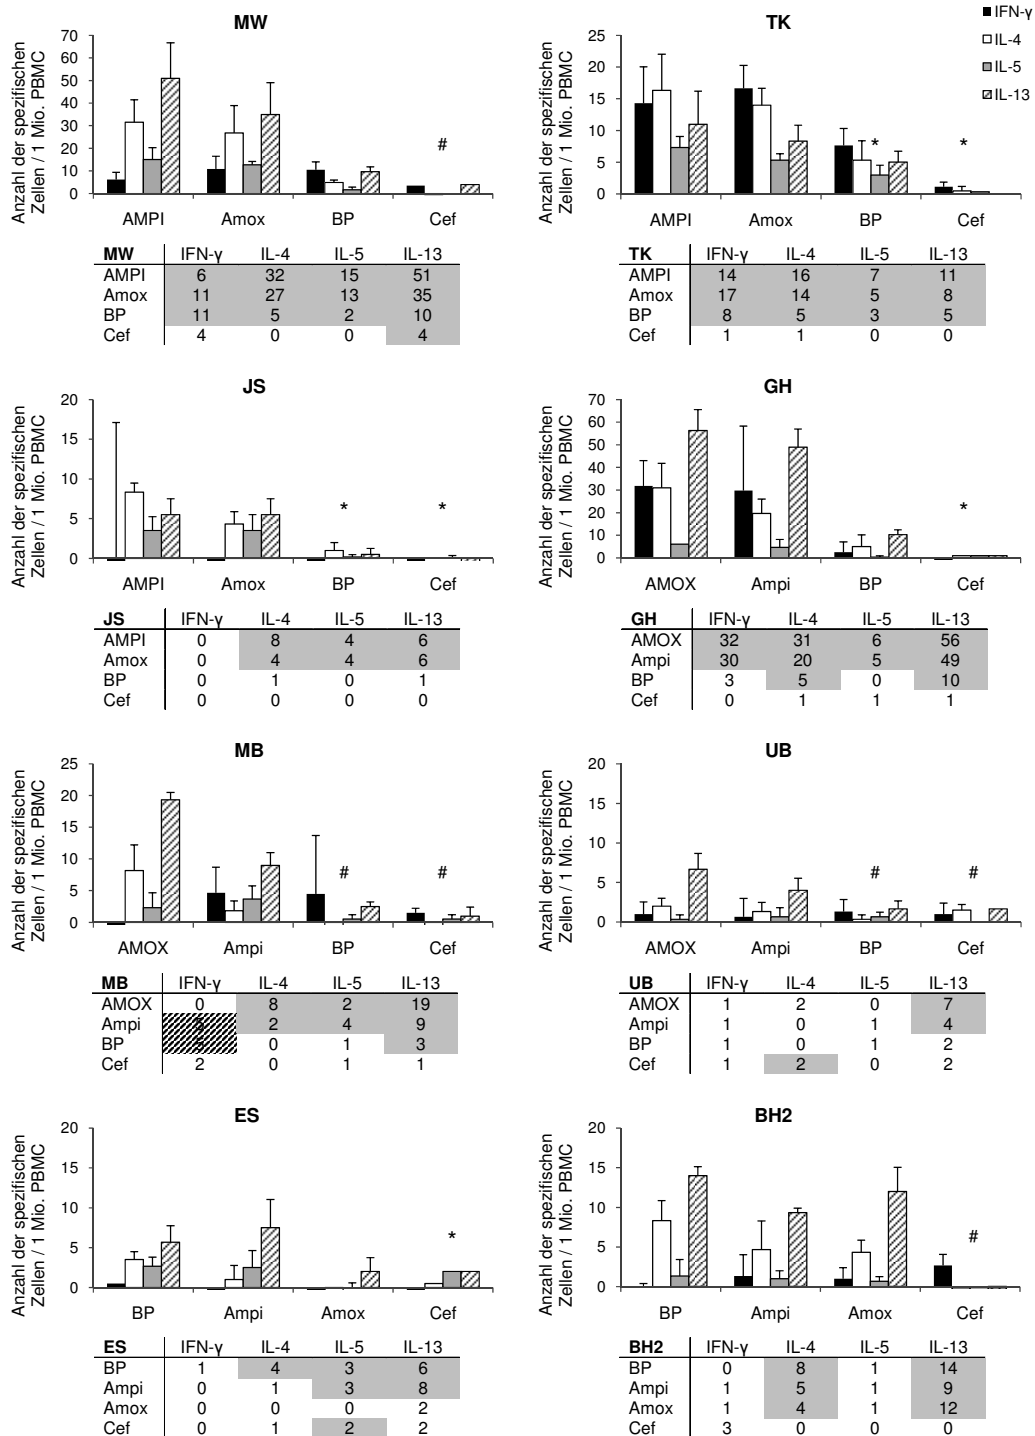 MW
TK
IFN-γ
IL-4
IL-5
IL-13
Anzahl der spezifischen
Zellen / 1 Mio. PBMC
70
60
50
40
30
20
10
0
#
AMPI Amox BP Cef
Anzahl der spezifischen
Zellen / 1 Mio. PBMC
25
20
15
10
5
0
* *
AMPI Amox BP Cef
MW IFN-γ IL-4 IL-5 IL-13
AMPI 6 32 15 51
Amox 11 27 13 35
BP 11 5 2 10
Cef 4 0 0 4
TK IFN-γ IL-4 IL-5 IL-13
AMPI 14 16 7 11
Amox 17 14 5 8
BP 8 5 3 5
Cef 1 1 0 0
JS
Anzahl der spezifischen
Zellen / 1 Mio. PBMC
20
15
10
5
0
* *
AMPI Amox BP Cef
GH
Anzahl der spezifischen
Zellen / 1 Mio. PBMC
70
60
50
40
30
20
10
0
*
AMOX Ampi BP Cef
JS IFN-γ IL-4 IL-5 IL-13
AMPI 0 8 4 6
Amox 0 4 4 6
BP 0 1 0 1
Cef 0 0 0 0
GH IFN-γ IL-4 IL-5 IL-13
AMOX 32 31 6 56
Ampi 30 20 5 49
BP 3 5 0 10
Cef 0 1 1 1
MB
Anzahl der spezifischen
Zellen / 1 Mio. PBMC
25
20
15
10
5
0
# #
AMOX Ampi BP Cef
UB
Anzahl der spezifischen
Zellen / 1 Mio. PBMC
20
15
10
5
0
# #
AMOX Ampi BP Cef
MB IFN-γ IL-4 IL-5 IL-13
AMOX 0 8 2 19
Ampi 2 4 9
BP 0 1 3
Cef 2 0 1 1
UB IFN-γ IL-4 IL-5 IL-13
AMOX 1 2 0 7
Ampi 1 0 1 4
BP 1 0 1 2
Cef 1 2 0 2
ES
Anzahl der spezifischen
Zellen / 1 Mio. PBMC
20
15
10
5
0
*
BP Ampi Amox Cef
BH2
Anzahl der spezifischen
Zellen / 1 Mio. PBMC
20
15
10
5
0
#
BP Ampi Amox Cef
ES IFN-γ IL-4 IL-5 IL-13
BP 1 4 3 6
Ampi 0 1 3 8
Amox 0 0 0 2
Cef 0 1 2 2
BH2 IFN-γ IL-4 IL-5 IL-13
BP 0 8 1 14
Ampi 1 5 1 9
Amox 1 4 1 12
Cef 3 0 0 0